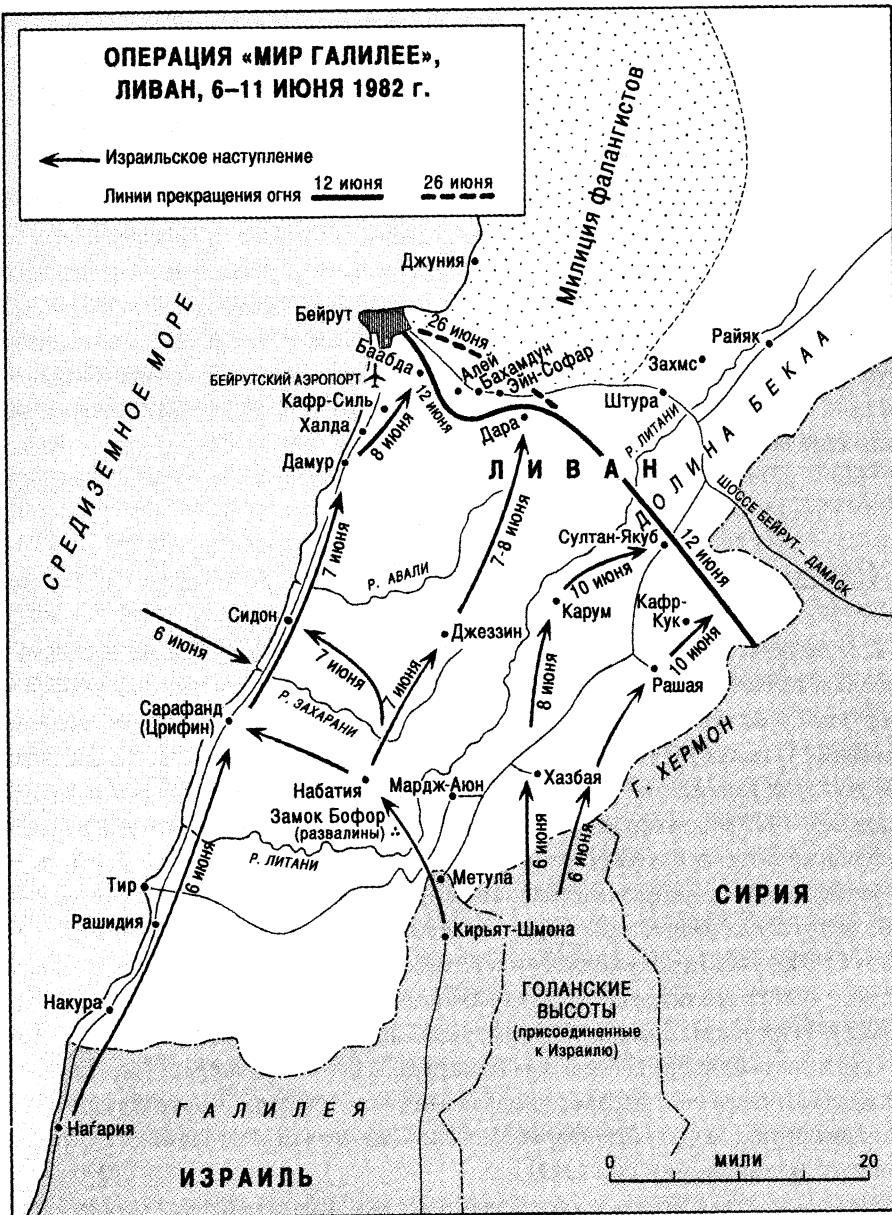 ОПЕРАЦИЯ «МИР ГАЛИЛЕЕ»,
ЛИВАН, 6–11 ИЮНЯ 1982 г.
Израильское наступление
Линии прекращения огня 12 июня 26 июня
Милиция фалангистов
Джуния
СРЕДИЗЕМНОЕ МОРЕ
Бейрут
26 июня
Баабда
БЕЙРУТСКИЙ АЭРОПОРТ
Алей
Бахамдун
Эйн-Софар
Захмс
Райяк
Кафр-Силь
12 июня
Штура
Халда
8 июня
Дара
Р. ЛИТАНИ
ДОЛИНА БЕКАА
Дамур
ЛИВАН
ШОССЕ БЕЙРУТ – ДАМАСК
7 июня
7-8 июня
Султан-Якуб
12 июня
Р. АВАЛИ
10 июня
Карум
Кафр-
Кук
Сидон
6 июня
Джеззин
10 июня
7 июня
7 июня
8 июня
Рашая
Сарафанд
(Црифин)
Р. ЗАХАРАНИ
Г. ХЕРМОН
Набатия
Мардж-Аюн
Хазбая
Замок Бофор
(развалины)
6 июня
6 июня
6 июня
Р. ЛИТАНИ
Тир
Метула
СИРИЯ
Рашидия
Кирьят-Шмона
Накура
ГОЛАНСКИЕ
ВЫСОТЫ
(присоединенные
к Израилю)
ГАЛИЛЕЯ
Наѓария
ИЗРАИЛЬ
0 МИЛИ 20